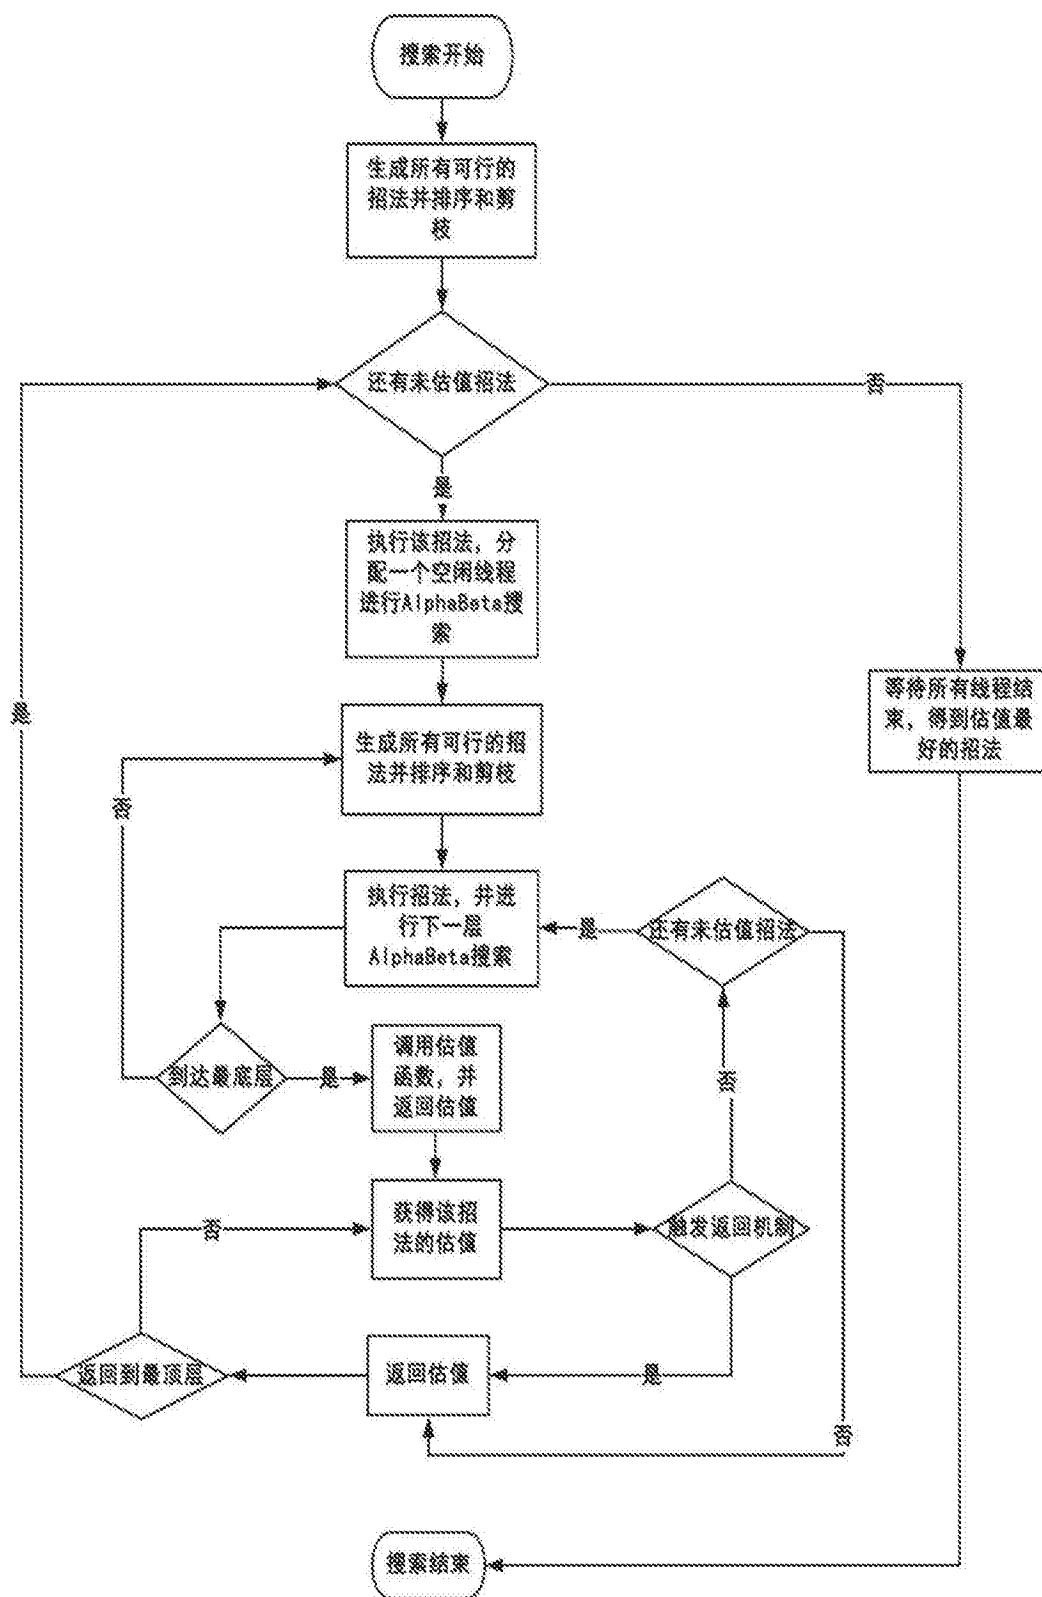 搜索开始
生成所有可行的
招法并排序和剪
枝
还有未估值招法
否
是
执行该招法，分
配一个空闲线程
进行AlphaBeta搜
索
是
等待所有线程结
束，得到估值最
好的招法
生成所有可行的招
法并排序和剪枝
否
执行招法，并进
行下一层
AlphaBeta搜索
是
还有未估值招法
到达最底层
是
调用估值
函数，并
返回估值
否
获得该招
法的估值
否
触发返回机制
返回到最顶层
返回估值
是
否
搜索结束